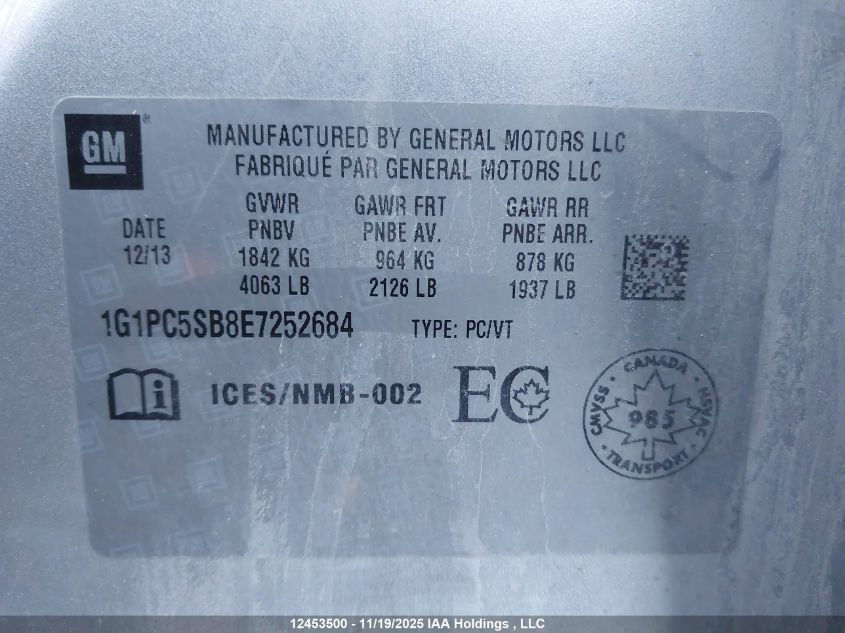 GM ®
MANUFACTURED BY GENERAL MOTORS LLC
FABRIQUÉ PAR GENERAL MOTORS LLC
DATE
12/13
GVWR
PNBV
1842 KG
4063 LB
GAWR FRT
PNBE AV.
964 KG
2126 LB
GAWR RR
PNBE ARR.
878 KG
1937 LB
1G1PC5SB8E7252684 TYPE: PC/VT
i ICES/NMB-002 EC
CANADA
CMVSS 985 NSVAC
TRANSPORT
12453500 - 11/19/2025 IAA Holdings , LLC